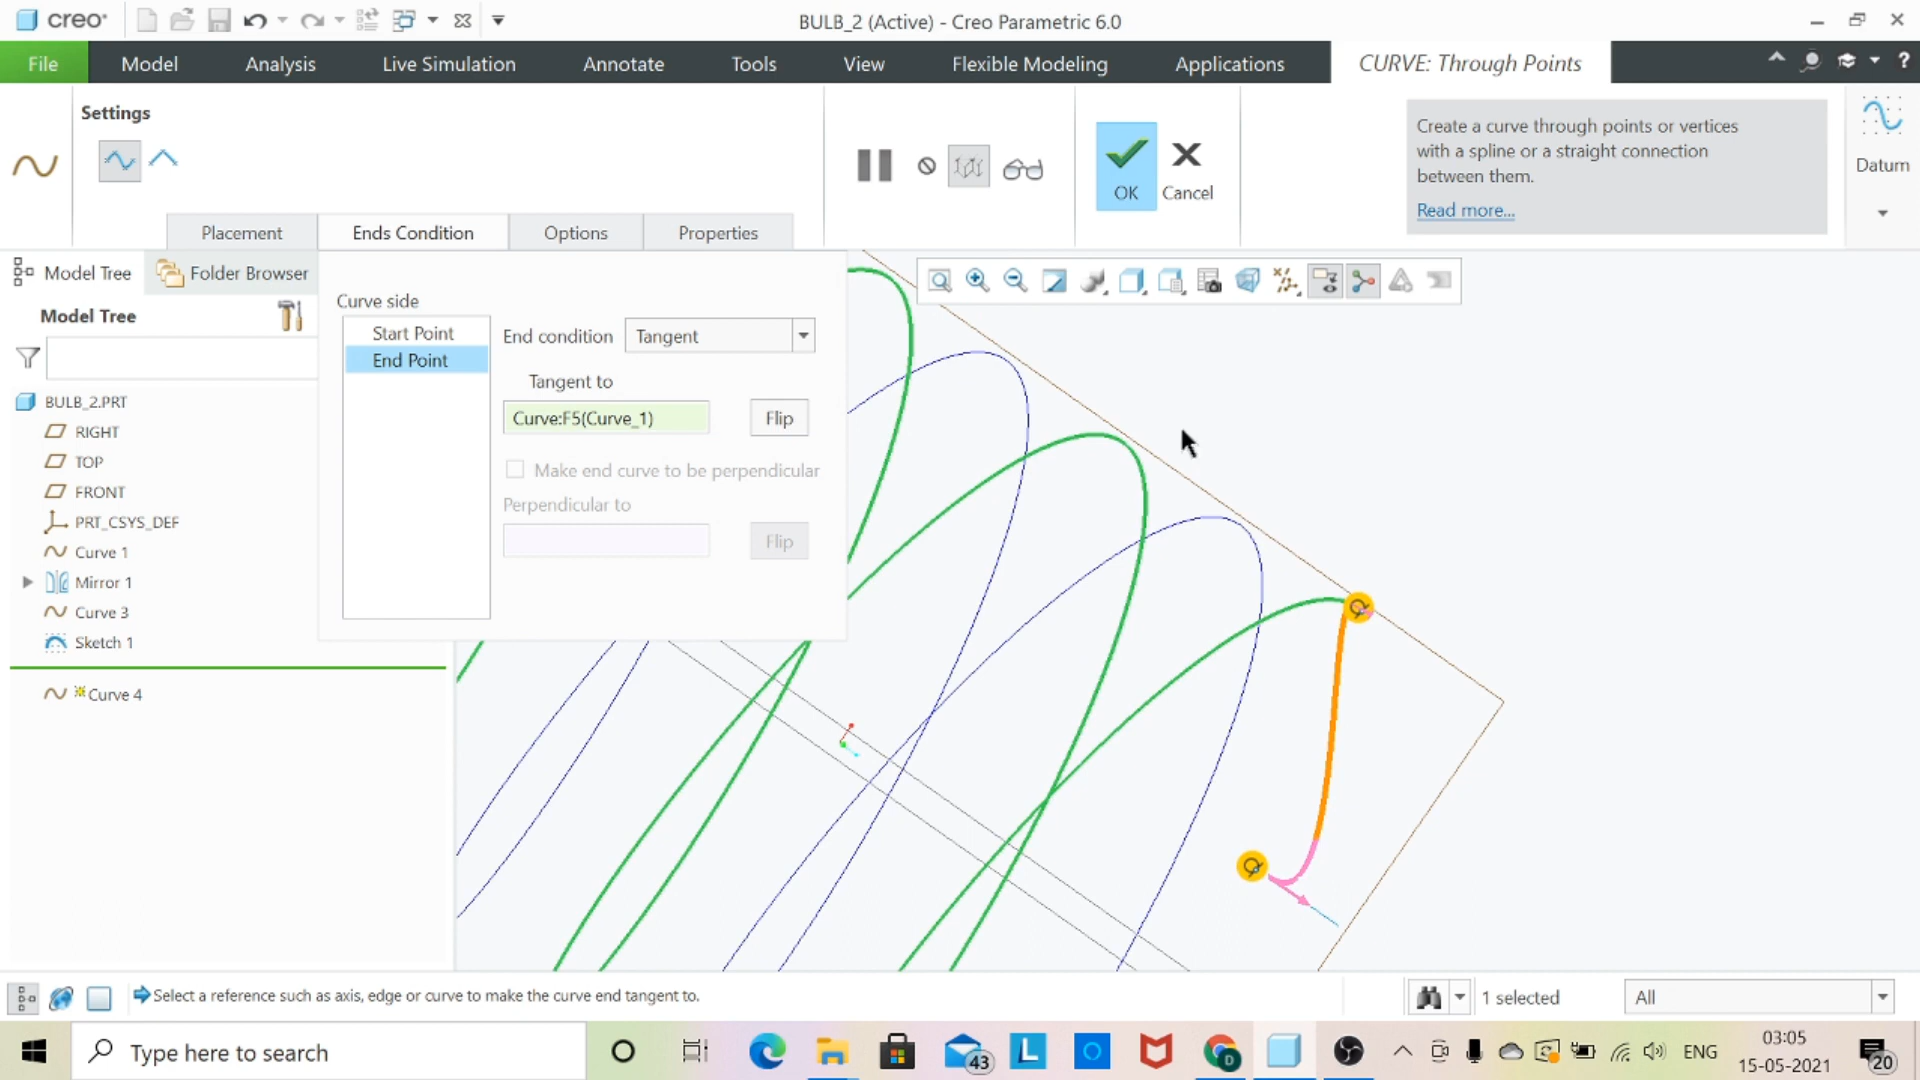 creo
BULB_2 (Active) - Creo Parametric 6.0
File
Model
Analysis
Live Simulation
Annotate
Tools
View
Flexible Modeling
Applications
CURVE: Through Points
?
Settings
OK
Cancel
Create a curve through points or vertices
with a spline or a straight connection
between them.
Read more...
Datum
Placement
Ends Condition
Options
Properties
Model Tree
Folder Browser
Model Tree
BULB_2.PRT
RIGHT
TOP
FRONT
PRT_CSYS_DEF
Curve 1
Mirror 1
Curve 3
Sketch 1
Curve 4
Curve side
Start Point
End Point
End condition
Tangent
Tangent to
Curve:F5(Curve_1)
Flip
Make end curve to be perpendicular
Perpendicular to
Flip
Select a reference such as axis, edge or curve to make the curve end tangent to.
1 selected
All
Type here to search
43
L
D
ENG
03:05
15-05-2021
20